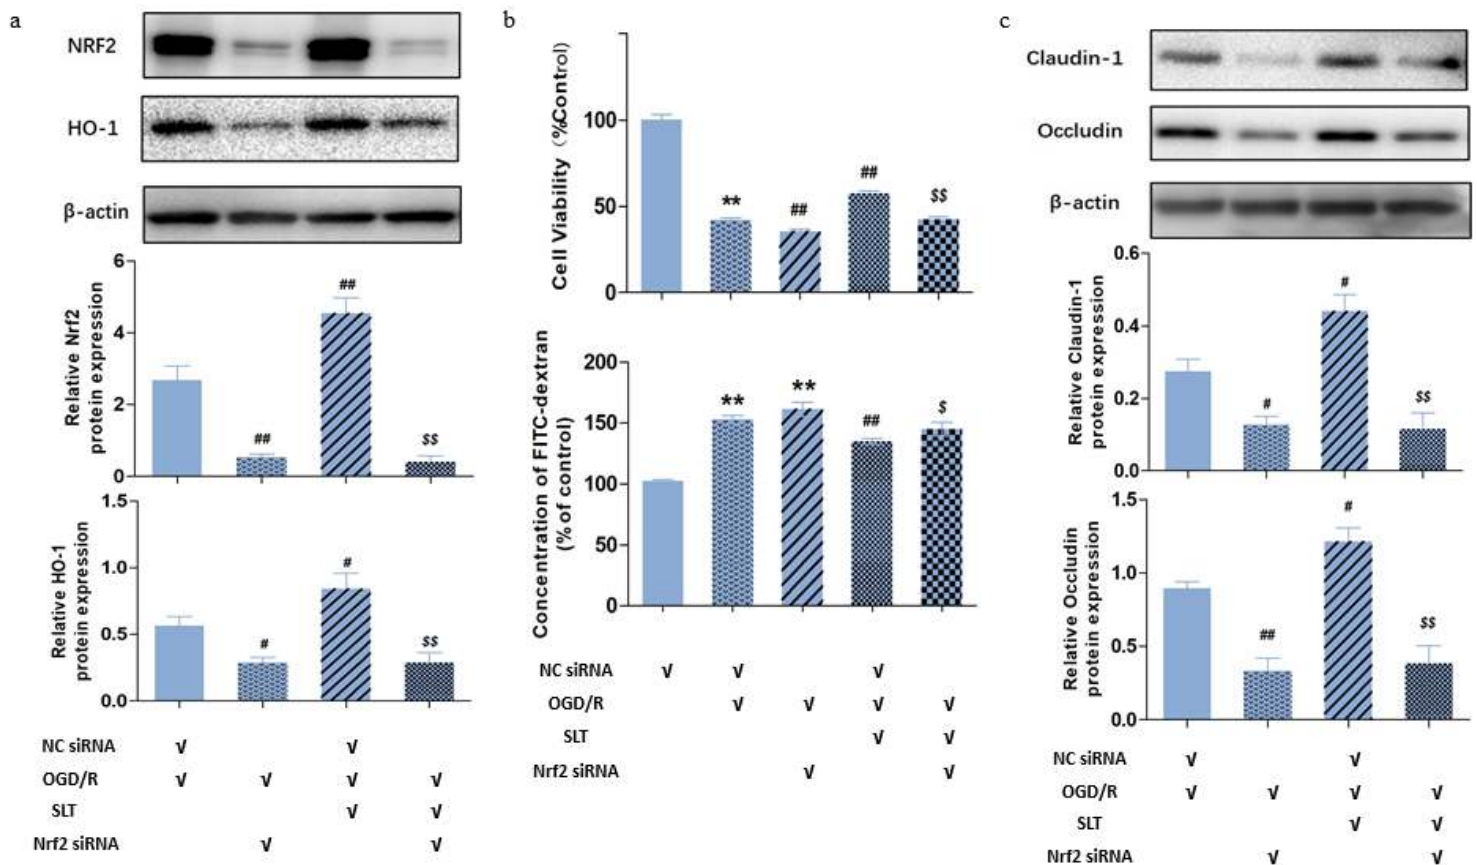 a
NRF2
HO-1
β-actin
Relative Nrf2
protein expression
6
4
2
0
##
##
$$
Relative HO-1
protein expression
1.5
1.0
0.5
0.0
#
#
$$
NC siRNA √ √
OGD/R √ √ √ √
SLT √ √
Nrf2 siRNA √ √
b
Cell Viability (%Control)
100
50
0
**
##
##
$$
Concentration of FITC-dextran
(% of control)
200
150
100
50
0
**
**
##
$
NC siRNA √ √ √
OGD/R √ √ √ √
SLT √ √
Nrf2 siRNA √ √
c
Claudin-1
Occludin
β-actin
Relative Claudin-1
protein expression
0.6
0.4
0.2
0.0
#
#
$$
Relative Occludin
protein expression
1.5
1.0
0.5
0.0
##
#
$$
NC siRNA √ √
OGD/R √ √ √ √
SLT √ √
Nrf2 siRNA √ √